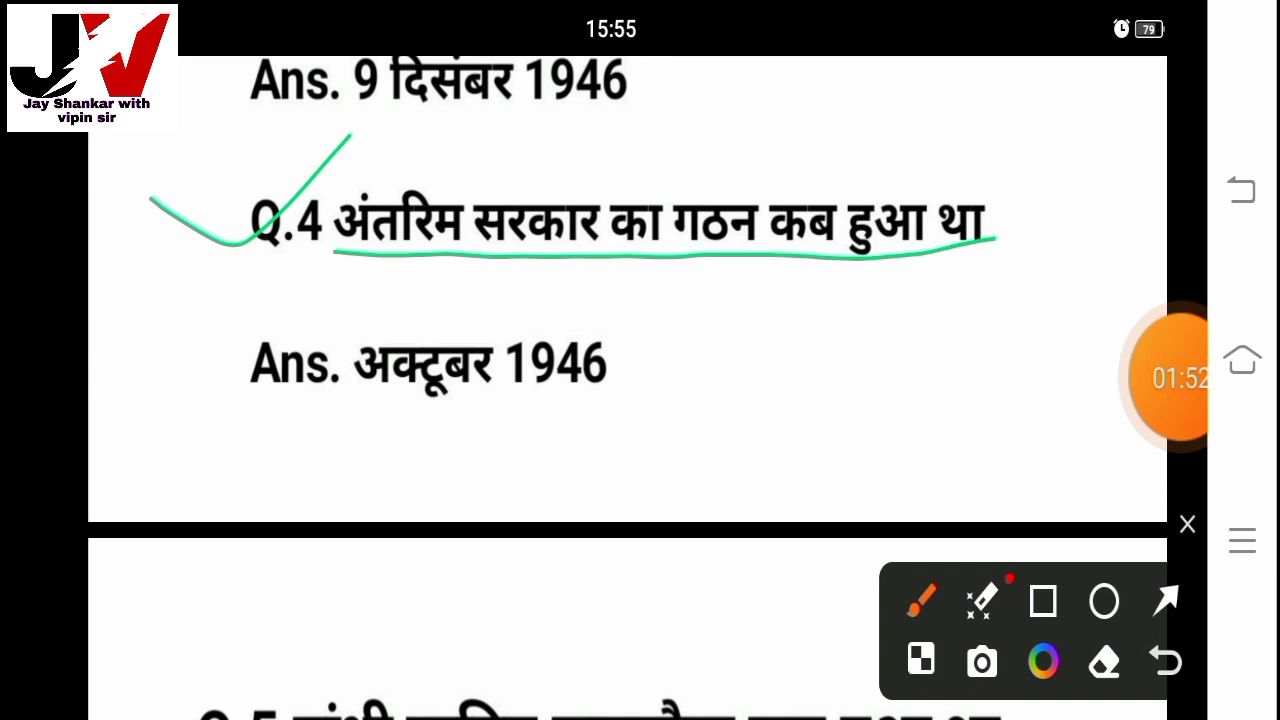 15:55
79
Jay Shankar with
vipin sir
Ans. 9 दिसंबर 1946
Q.4 अंतरिम सरकार का गठन कब हुआ था
Ans. अक्टूबर 1946
01:52